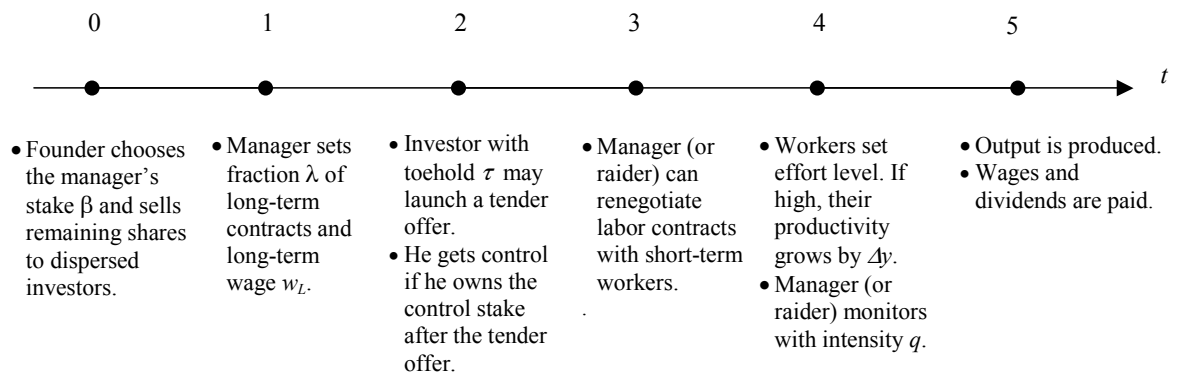 0 1 2 3 4 5
t
• Founder chooses
the manager's
stake β and sells
remaining shares
to dispersed
investors.
• Manager sets
fraction λ of
long-term
contracts and
long-term
wage w_L.
• Investor with
toehold τ may
launch a tender
offer.
• He gets control
if he owns the
control stake
after the tender
offer.
• Manager (or
raider) can
renegotiate
labor contracts
with short-term
workers.
.
• Workers set
effort level. If
high, their
productivity
grows by Δy.
• Manager (or
raider) monitors
with intensity q.
• Output is produced.
• Wages and
dividends are paid.